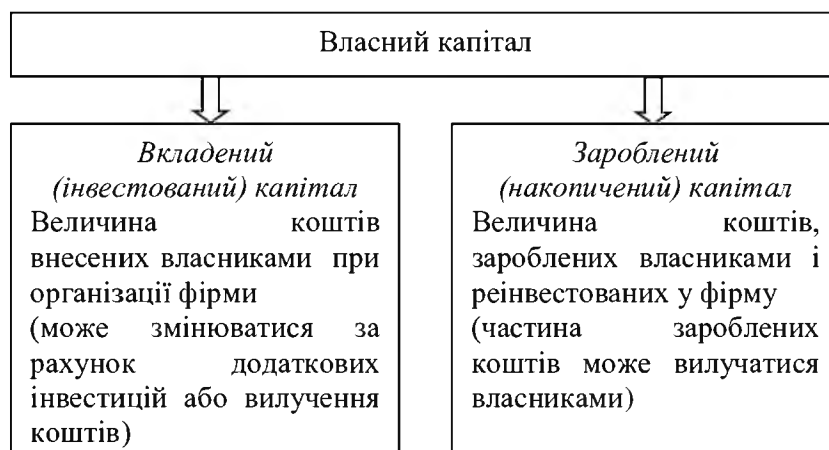 Власний капітал
Вкладений
(інвестований) капітал
Величина коштів
внесених власниками при
організації фірми
(може змінюватися за
рахунок додаткових
інвестицій або вилучення
коштів)
Зароблений
(накопичений) капітал
Величина коштів,
зароблених власниками і
реінвестованих у фірму
(частина зароблених
коштів може вилучатися
власниками)